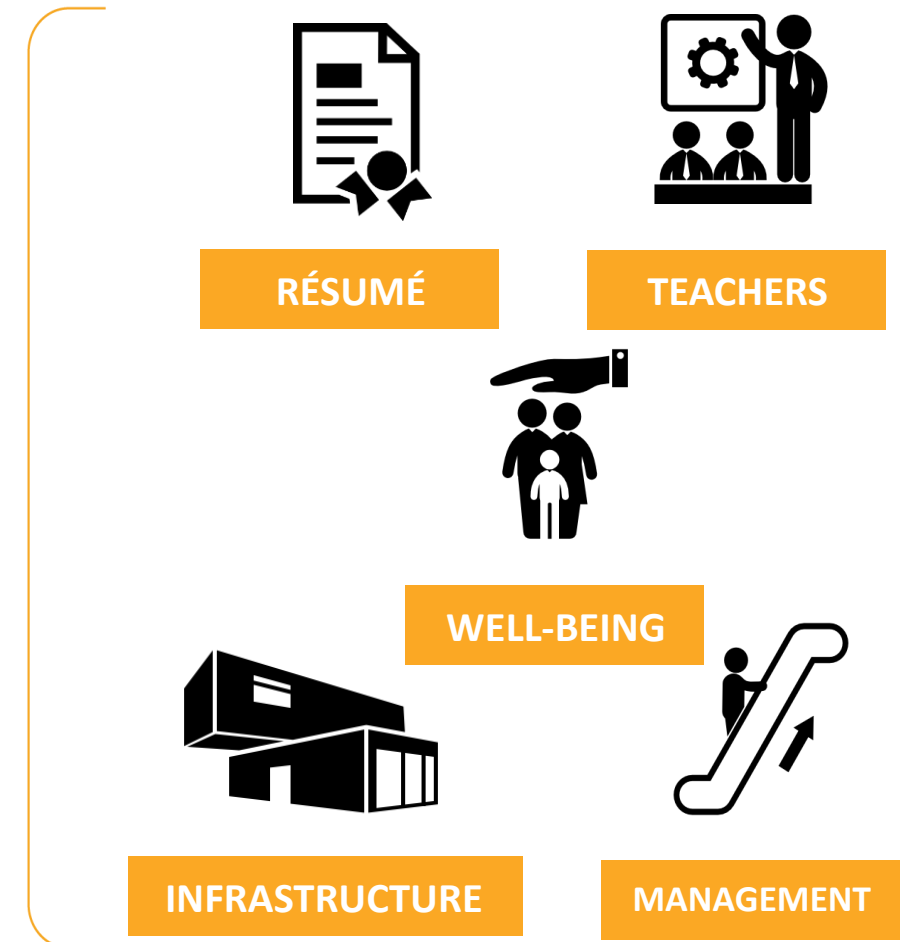 RÉSUMÉ
TEACHERS
WELL-BEING
INFRASTRUCTURE
MANAGEMENT